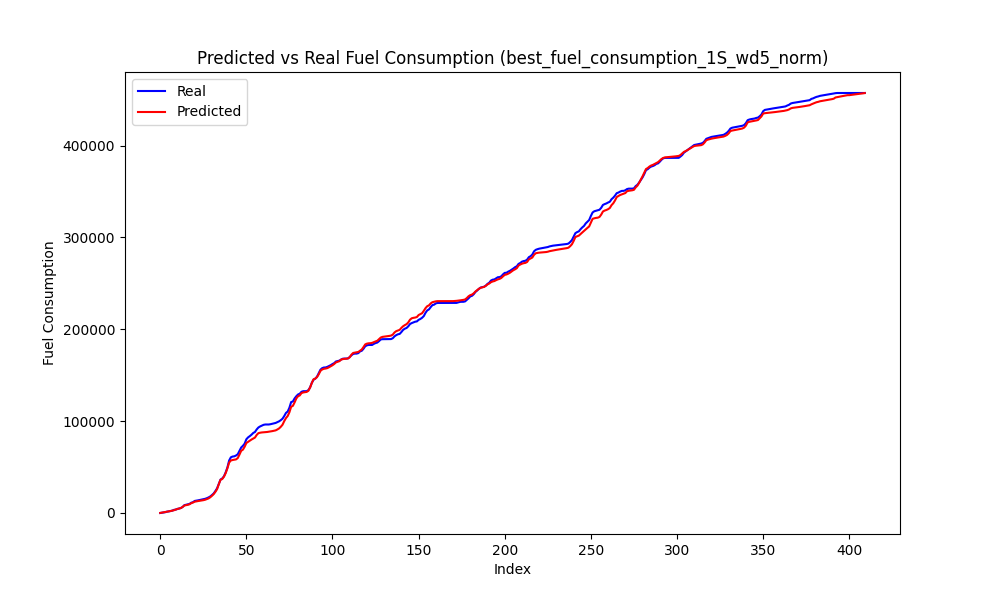 Predicted vs Real Fuel Consumption (best_fuel_consumption_1S_wd5_norm)
Real
Predicted
400000
300000
200000
100000
0
Fuel Consumption
0 50 100 150 200 250 300 350 400
Index